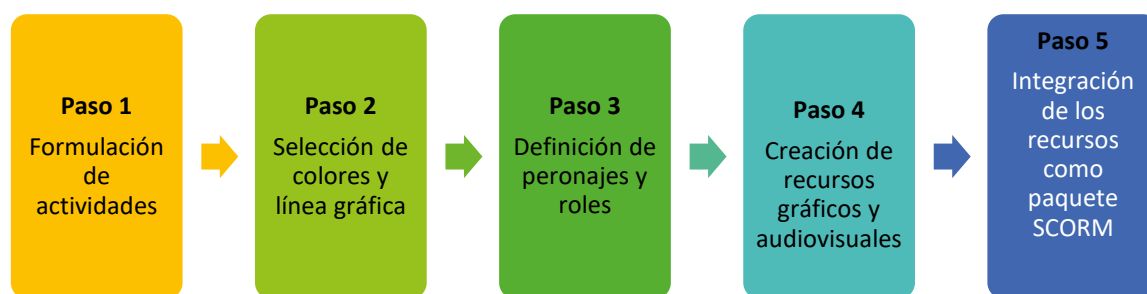 Paso 1
Formulación
de
actividades
Paso 2
Selección de
colores y
línea gráfica
Paso 3
Definición de
peronajes y
roles
Paso 4
Creación de
recursos
gráficos y
audiovisuales
Paso 5
Integración
de los
recursos
como
paquete
SCORM